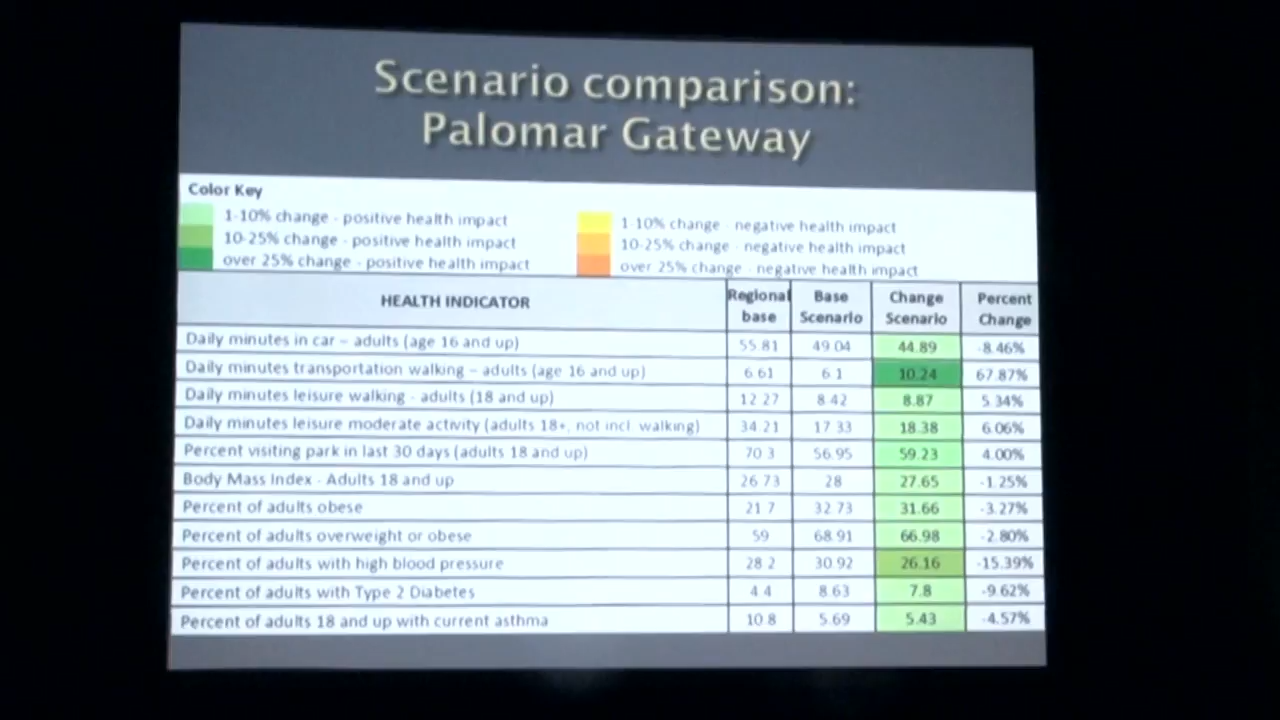 Scenario comparison:
Palomar Gateway
Color Key
1-10% change - positive health impact
10-25% change - positive health impact
over 25% change - positive health impact
1-10% change - negative health impact
10-25% change - negative health impact
over 25% change - negative health impact
HEALTH INDICATOR Regional base Base Scenario Change Scenario Percent Change
Daily minutes in car – adults (age 16 and up) 55.81 49.04 44.89 -8.46%
Daily minutes transportation walking – adults (age 16 and up) 6.61 6.1 10.24 67.87%
Daily minutes leisure walking - adults (18 and up) 12.27 8.42 8.87 5.34%
Daily minutes leisure moderate activity (adults 18+, not incl. walking) 34.21 17.33 18.38 6.06%
Percent visiting park in last 30 days (adults 18 and up) 70.3 56.95 59.23 4.00%
Body Mass Index - Adults 18 and up 26.73 28 27.65 -1.25%
Percent of adults obese 21.7 32.73 31.66 -3.27%
Percent of adults overweight or obese 59 68.91 66.98 -2.80%
Percent of adults with high blood pressure 28.2 30.92 26.16 -15.39%
Percent of adults with Type 2 Diabetes 4.4 8.63 7.8 -9.62%
Percent of adults 18 and up with current asthma 10.8 5.69 5.43 -4.57%